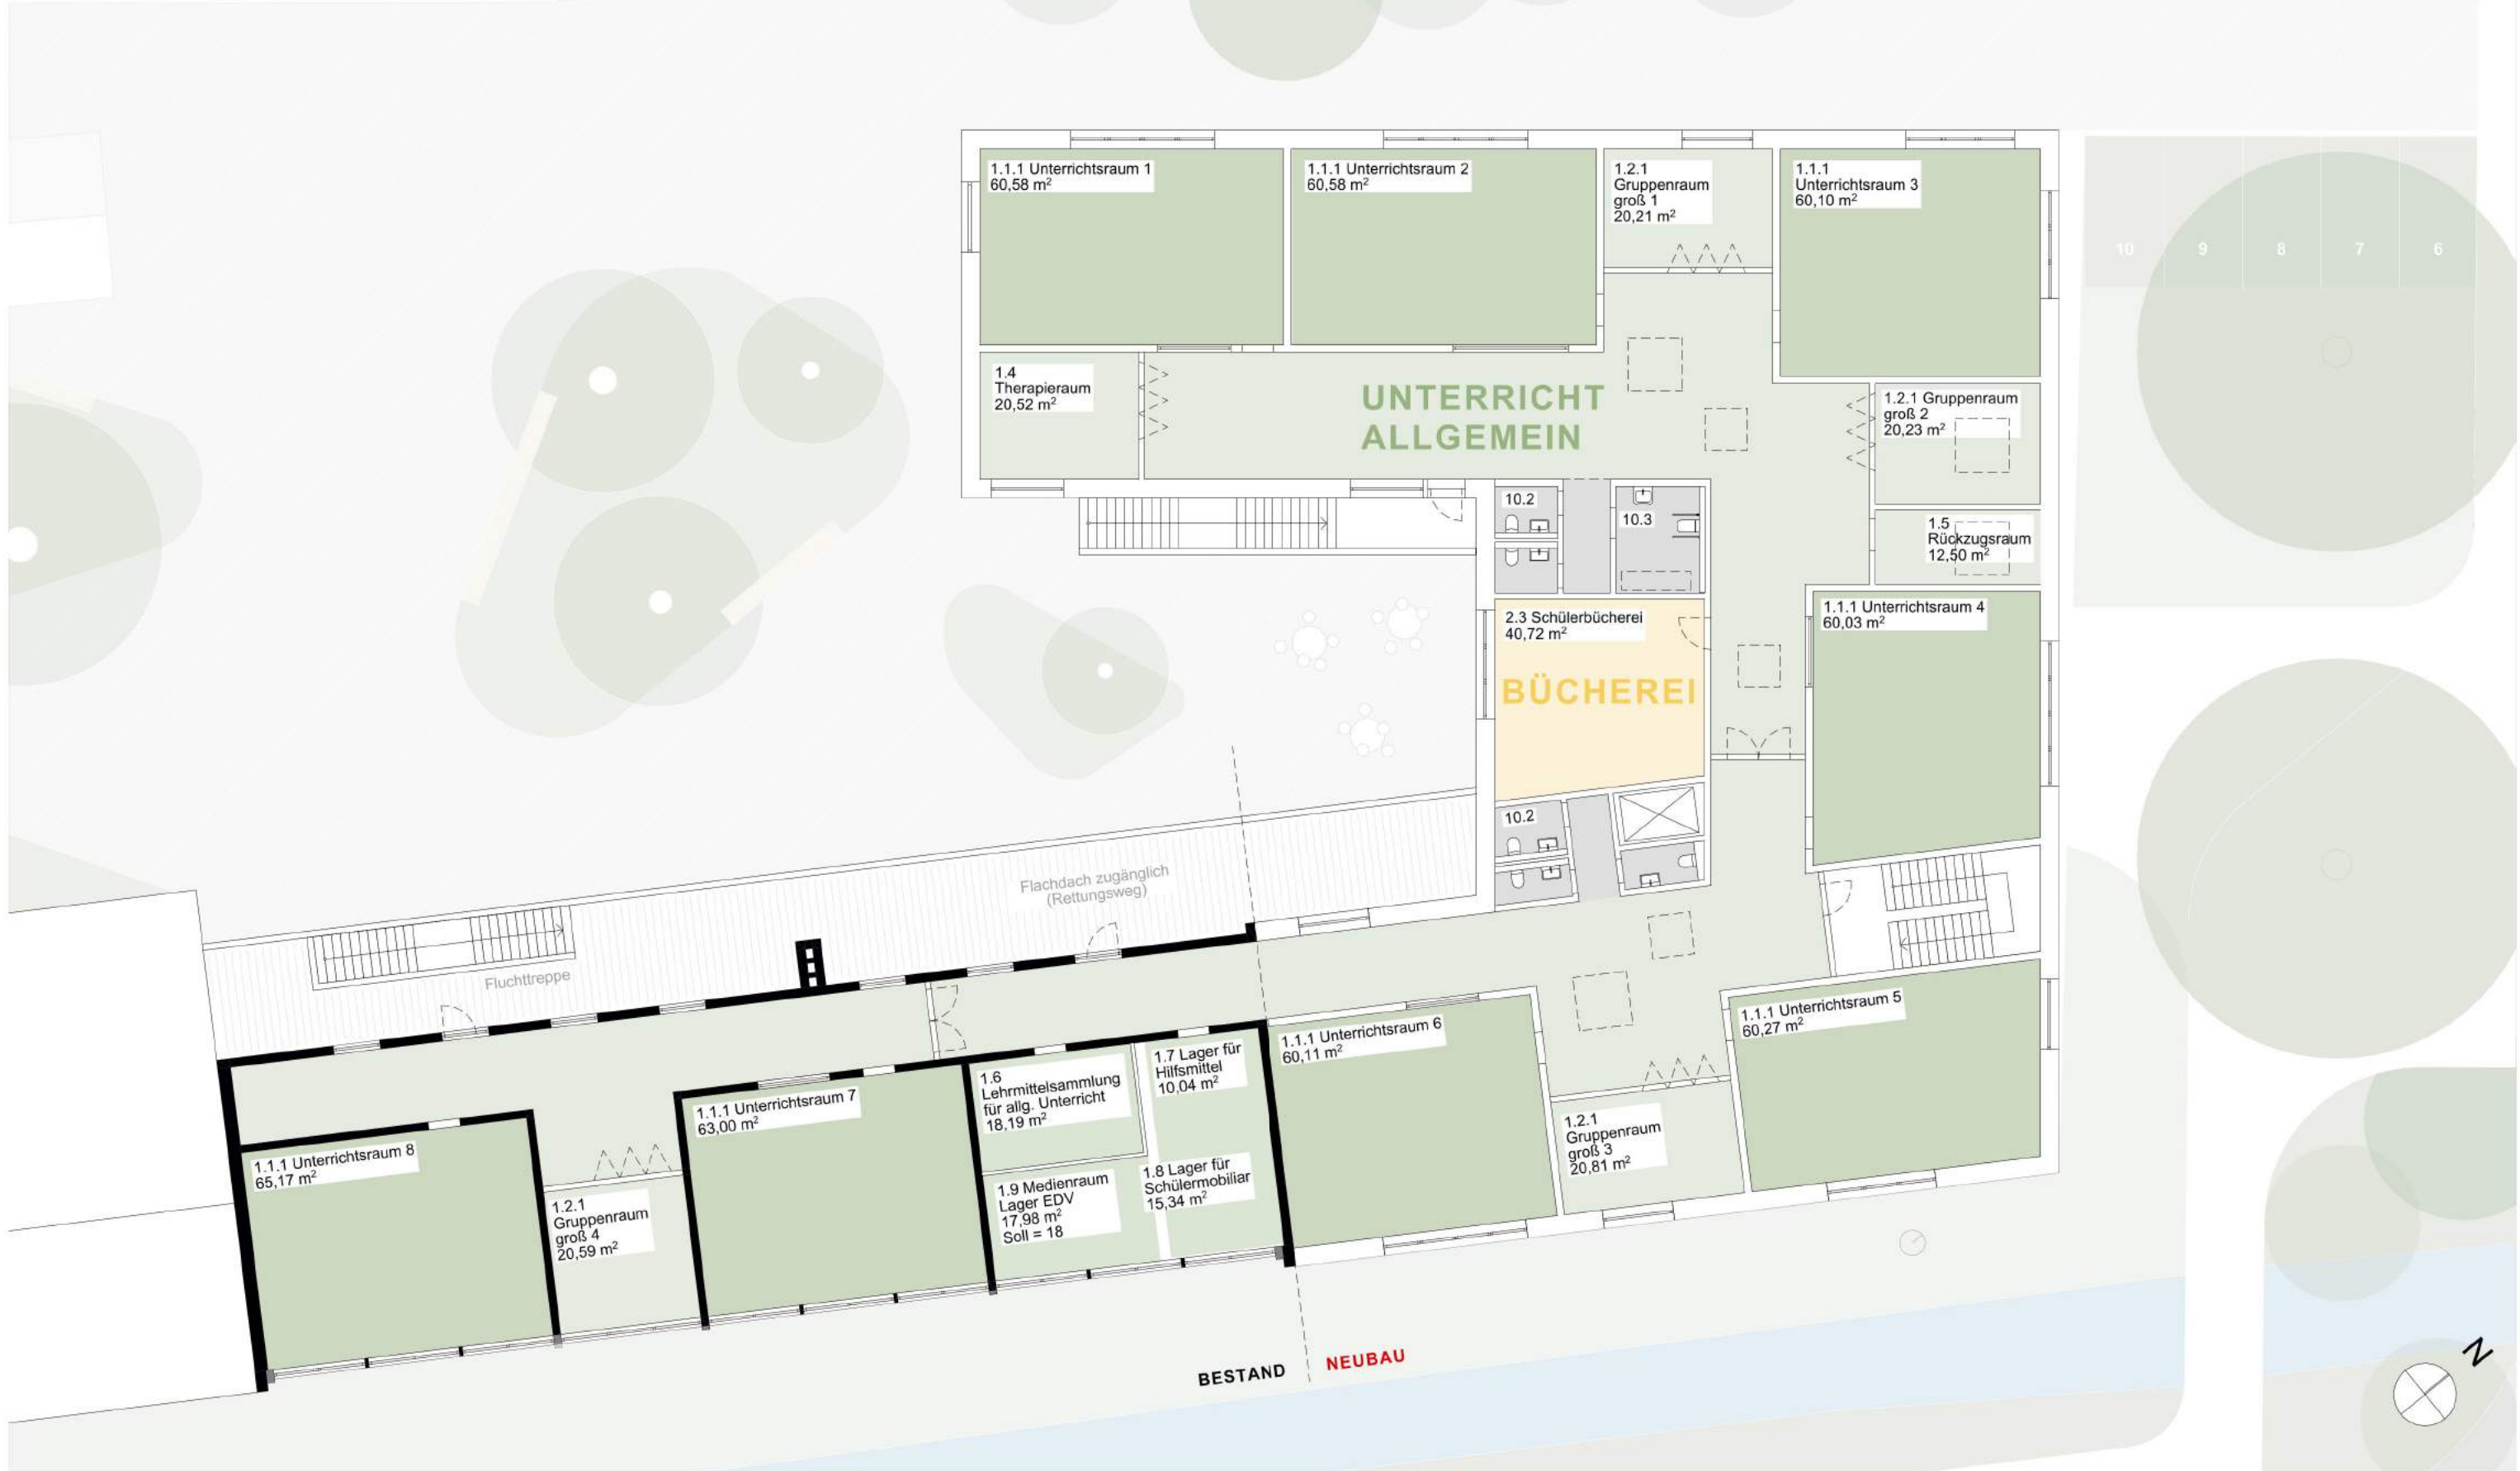 1.1.1 Unterrichtsraum 1
60,58 m²
1.1.1 Unterrichtsraum 2
60,58 m²
1.2.1
Gruppenraum
groß 1
20,21 m²
1.1.1
Unterrichtsraum 3
60,10 m²
10
9
8
7
6
1.4
Therapieraum
20,52 m²
UNTERRICHT
ALLGEMEIN
1.2.1 Gruppenraum
groß 2
20,23 m²
10.2
10.3
1.5
Rückzugsraum
12,50 m²
2.3 Schülerbücherei
40,72 m²
BÜCHEREI
1.1.1 Unterrichtsraum 4
60,03 m²
10.2
Flachdach zugänglich
(Rettungsweg)
Fluchttreppe
1.1.1 Unterrichtsraum 5
60,27 m²
1.1.1 Unterrichtsraum 6
60,11 m²
1.7 Lager für
Hilfsmittel
10,04 m²
1.6
Lehrmittelsammlung
für allg. Unterricht
18,19 m²
1.1.1 Unterrichtsraum 7
63,00 m²
1.2.1
Gruppenraum
groß 3
20,81 m²
1.1.1 Unterrichtsraum 8
65,17 m²
1.8 Lager für
Schülermobiliar
15,34 m²
1.9 Medienraum
Lager EDV
17,98 m²
Soll = 18
1.2.1
Gruppenraum
groß 4
20,59 m²
BESTAND
NEUBAU
N